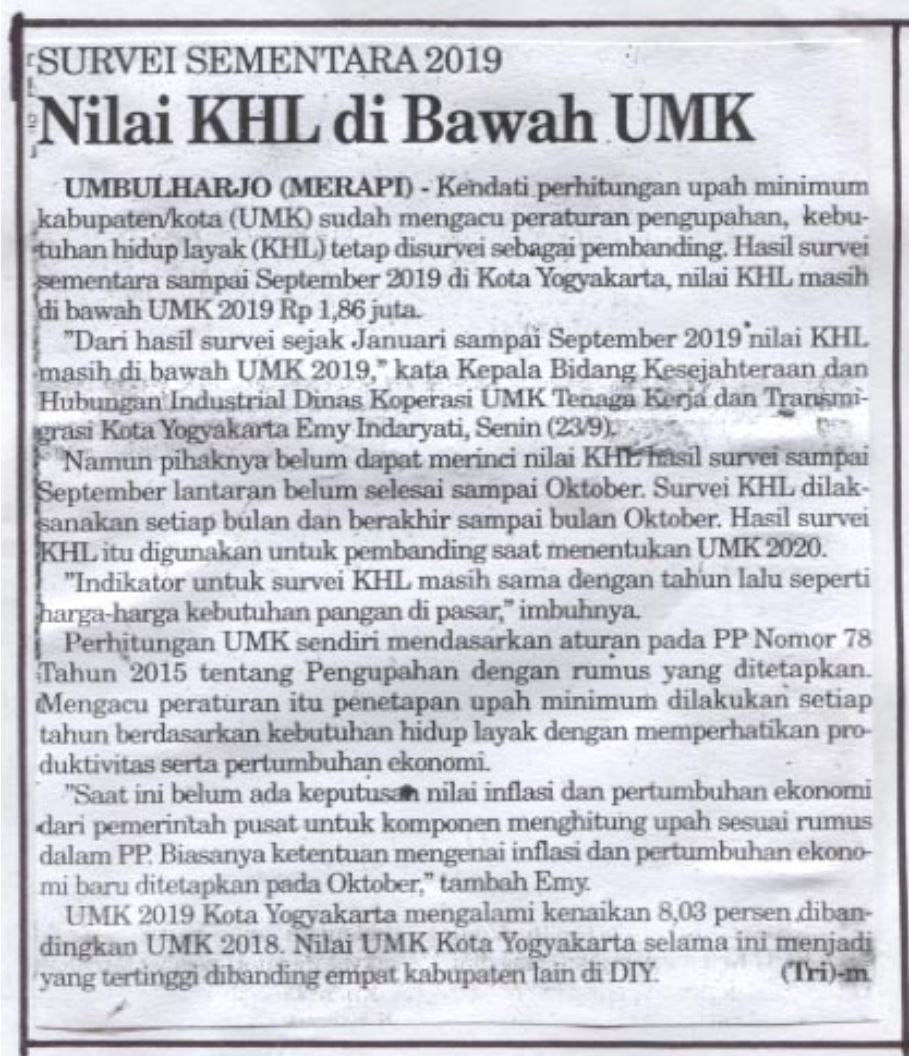 SURVEI SEMENTARA 2019
Nilai KHL di Bawah UMK
UMBULHARJO (MERAPI) - Kendati perhitungan upah minimum
kabupaten/kota (UMK) sudah mengacu peraturan pengupahan, kebu-
tuhan hidup layak (KHL) tetap disurvei sebagai pembanding. Hasil survei
sementara sampai September 2019 di Kota Yogyakarta, nilai KHL masih
di bawah UMK 2019 Rp 1,86 juta.
"Dari hasil survei sejak Januari sampai September 2019 nilai KHL
masih di bawah UMK 2019," kata Kepala Bidang Kesejahteraan dan
Hubungan Industrial Dinas Koperasi UMK Tenaga Kerja dan Transmi-
grasi Kota Yogyakarta Emy Indaryati, Senin (23/9).
Namun pihaknya belum dapat merinci nilai KHL hasil survei sampai
September lantaran belum selesai sampai Oktober. Survei KHL dilak-
sanakan setiap bulan dan berakhir sampai bulan Oktober. Hasil survei
KHL itu digunakan untuk pembanding saat menentukan UMK 2020.
"Indikator untuk survei KHL masih sama dengan tahun lalu seperti
harga-harga kebutuhan pangan di pasar," imbuhnya.
Perhitungan UMK sendiri mendasarkan aturan pada PP Nomor 78
Tahun 2015 tentang Pengupahan dengan rumus yang ditetapkan.
Mengacu peraturan itu penetapan upah minimum dilakukan setiap
tahun berdasarkan kebutuhan hidup layak dengan memperhatikan pro-
duktivitas serta pertumbuhan ekonomi.
"Saat ini belum ada keputusan nilai inflasi dan pertumbuhan ekonomi
dari pemerintah pusat untuk komponen menghitung upah sesuai rumus
dalam PP. Biasanya ketentuan mengenai inflasi dan pertumbuhan ekono-
mi baru ditetapkan pada Oktober," tambah Emy.
UMK 2019 Kota Yogyakarta mengalami kenaikan 8,03 persen diban-
dingkan UMK 2018. Nilai UMK Kota Yogyakarta selama ini menjadi
yang tertinggi dibanding empat kabupaten lain di DIY. (Tri)-m